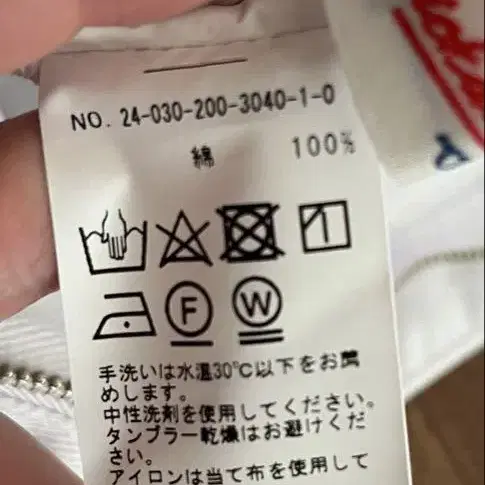 NO. 24-030-200-3040-1-0
綿 100%
F W
手洗いは水温30℃以下をお薦
めします。
中性洗剤を使用してください。
タンブラー乾燥はお避けくだ
さい。
アイロンは当て布を使用して